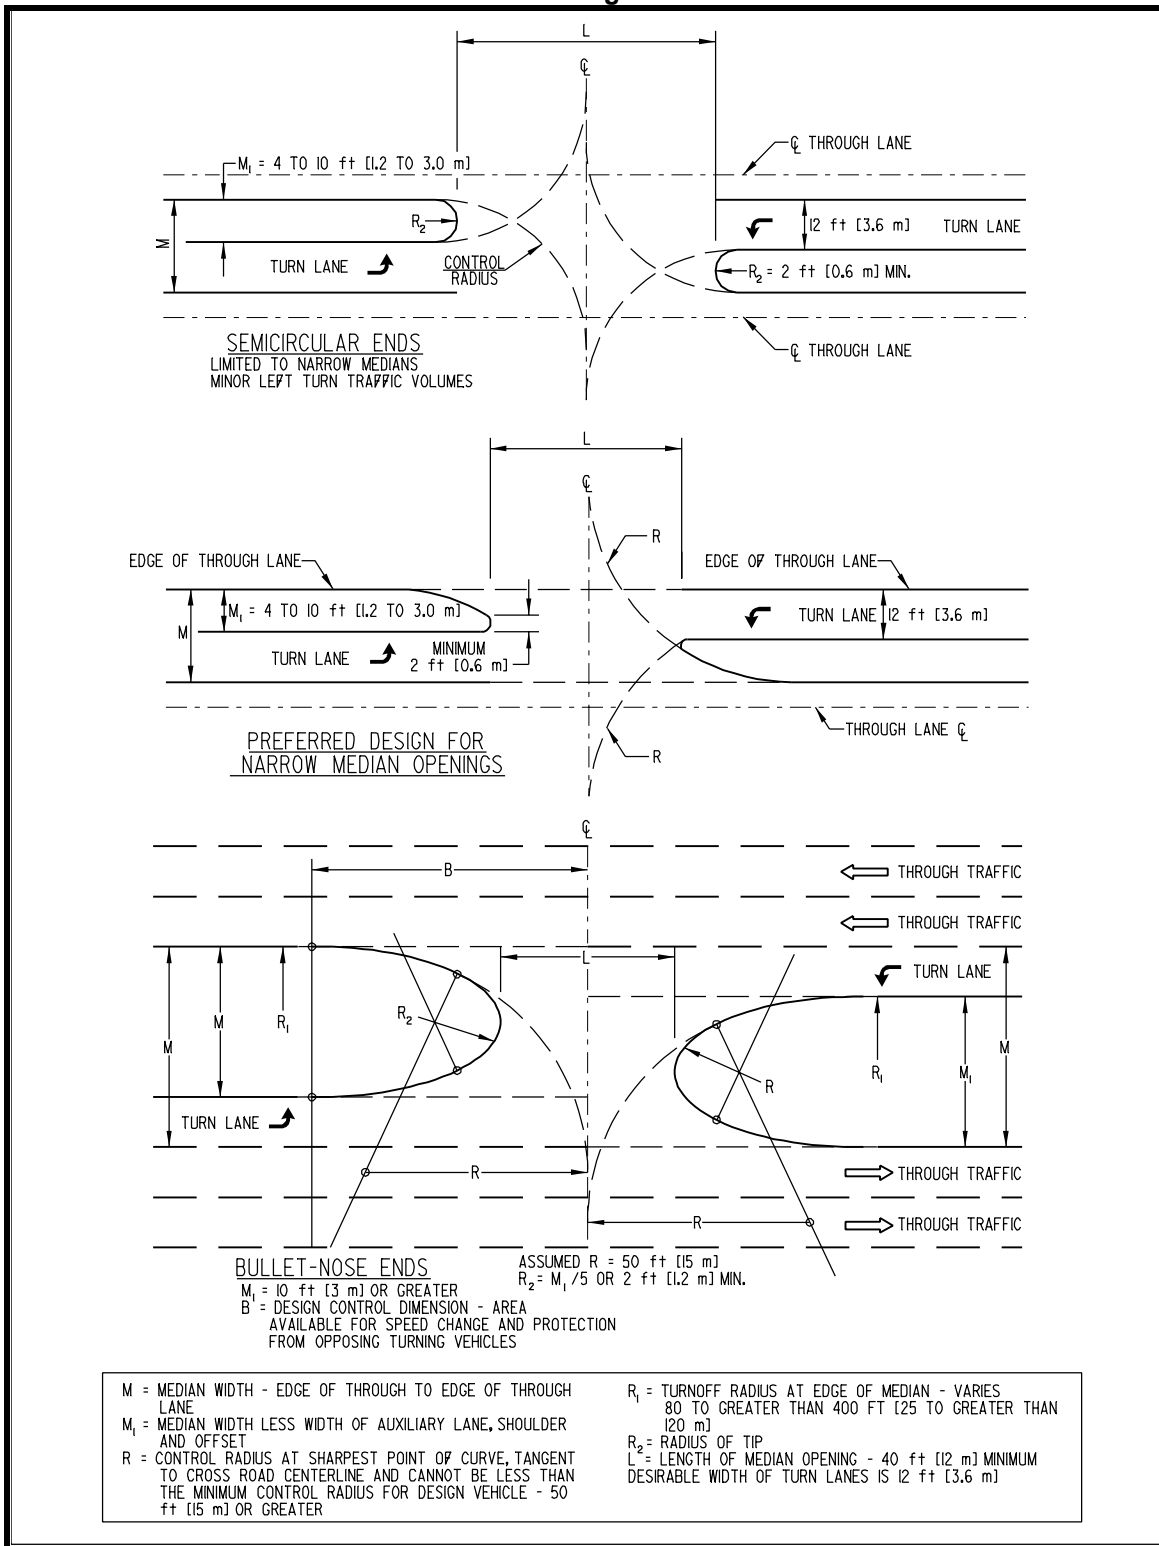 L
℄
℄ THROUGH LANE
M₁ = 4 TO 10 ft [1.2 TO 3.0 m]
M
R₂
12 ft [3.6 m] TURN LANE
TURN LANE
CONTROL
RADIUS
R₂ = 2 ft [0.6 m] MIN.
SEMICIRCULAR ENDS
LIMITED TO NARROW MEDIANS
MINOR LEFT TURN TRAFFIC VOLUMES
℄ THROUGH LANE
L
℄
R
EDGE OF THROUGH LANE
EDGE OF THROUGH LANE
M₁ = 4 TO 10 ft [1.2 TO 3.0 m]
M
TURN LANE 12 ft [3.6 m]
TURN LANE
MINIMUM
2 ft [0.6 m]
THROUGH LANE ℄
R
PREFERRED DESIGN FOR
NARROW MEDIAN OPENINGS
℄
B
THROUGH TRAFFIC
THROUGH TRAFFIC
L
TURN LANE
M
M
R₁
R₂
R
R₁
M₁
M
TURN LANE
R
THROUGH TRAFFIC
R
THROUGH TRAFFIC
BULLET-NOSE ENDS
M₁ = 10 ft [3 m] OR GREATER
B = DESIGN CONTROL DIMENSION - AREA
AVAILABLE FOR SPEED CHANGE AND PROTECTION
FROM OPPOSING TURNING VEHICLES
ASSUMED R = 50 ft [15 m]
R₂ = M₁/5 OR 2 ft [1.2 m] MIN.
M = MEDIAN WIDTH - EDGE OF THROUGH TO EDGE OF THROUGH
LANE
M₁ = MEDIAN WIDTH LESS WIDTH OF AUXILIARY LANE, SHOULDER
AND OFFSET
R = CONTROL RADIUS AT SHARPEST POINT OF CURVE, TANGENT
TO CROSS ROAD CENTERLINE AND CANNOT BE LESS THAN
THE MINIMUM CONTROL RADIUS FOR DESIGN VEHICLE - 50
ft [15 m] OR GREATER
R₁ = TURNOFF RADIUS AT EDGE OF MEDIAN - VARIES
80 TO GREATER THAN 400 FT [25 TO GREATER THAN
120 m]
R₂ = RADIUS OF TIP
L = LENGTH OF MEDIAN OPENING - 40 ft [12 m] MINIMUM
DESIRABLE WIDTH OF TURN LANES IS 12 ft [3.6 m]